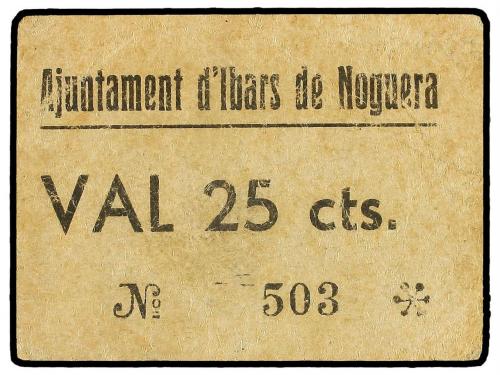 Ajuntament d'Ibars de Noguera
VAL 25 cts.
Nº 503